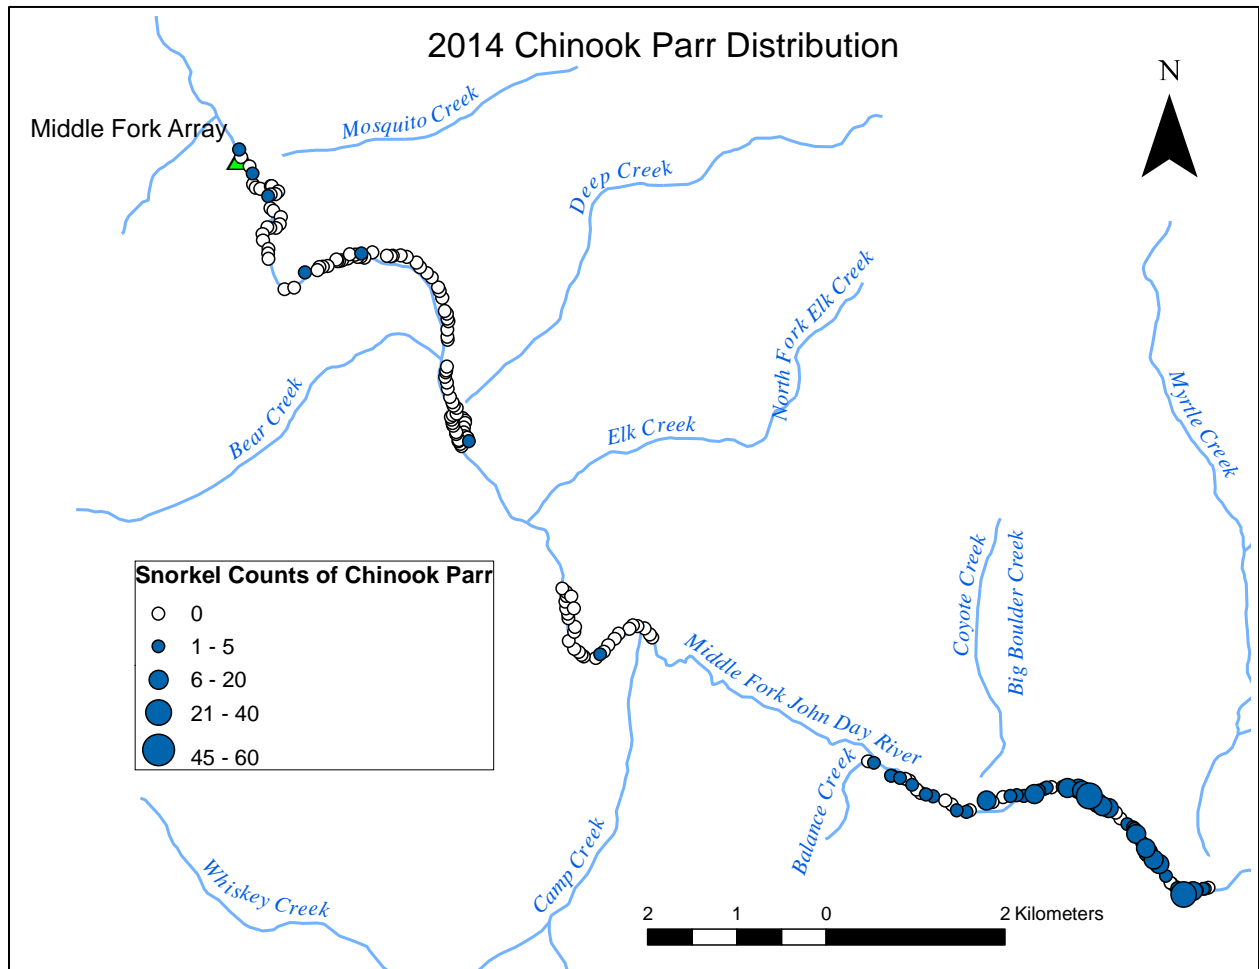 2014 Chinook Parr Distribution
N
Middle Fork Array
Mosquito Creek
Deep Creek
North Fork Elk Creek
Bear Creek
Elk Creek
Myrtle Creek
Snorkel Counts of Chinook Parr
0
1 - 5
6 - 20
21 - 40
45 - 60
Coyote Creek
Big Boulder Creek
Middle Fork John Day River
Balance Creek
Camp Creek
Whiskey Creek
2 1 0 2 Kilometers